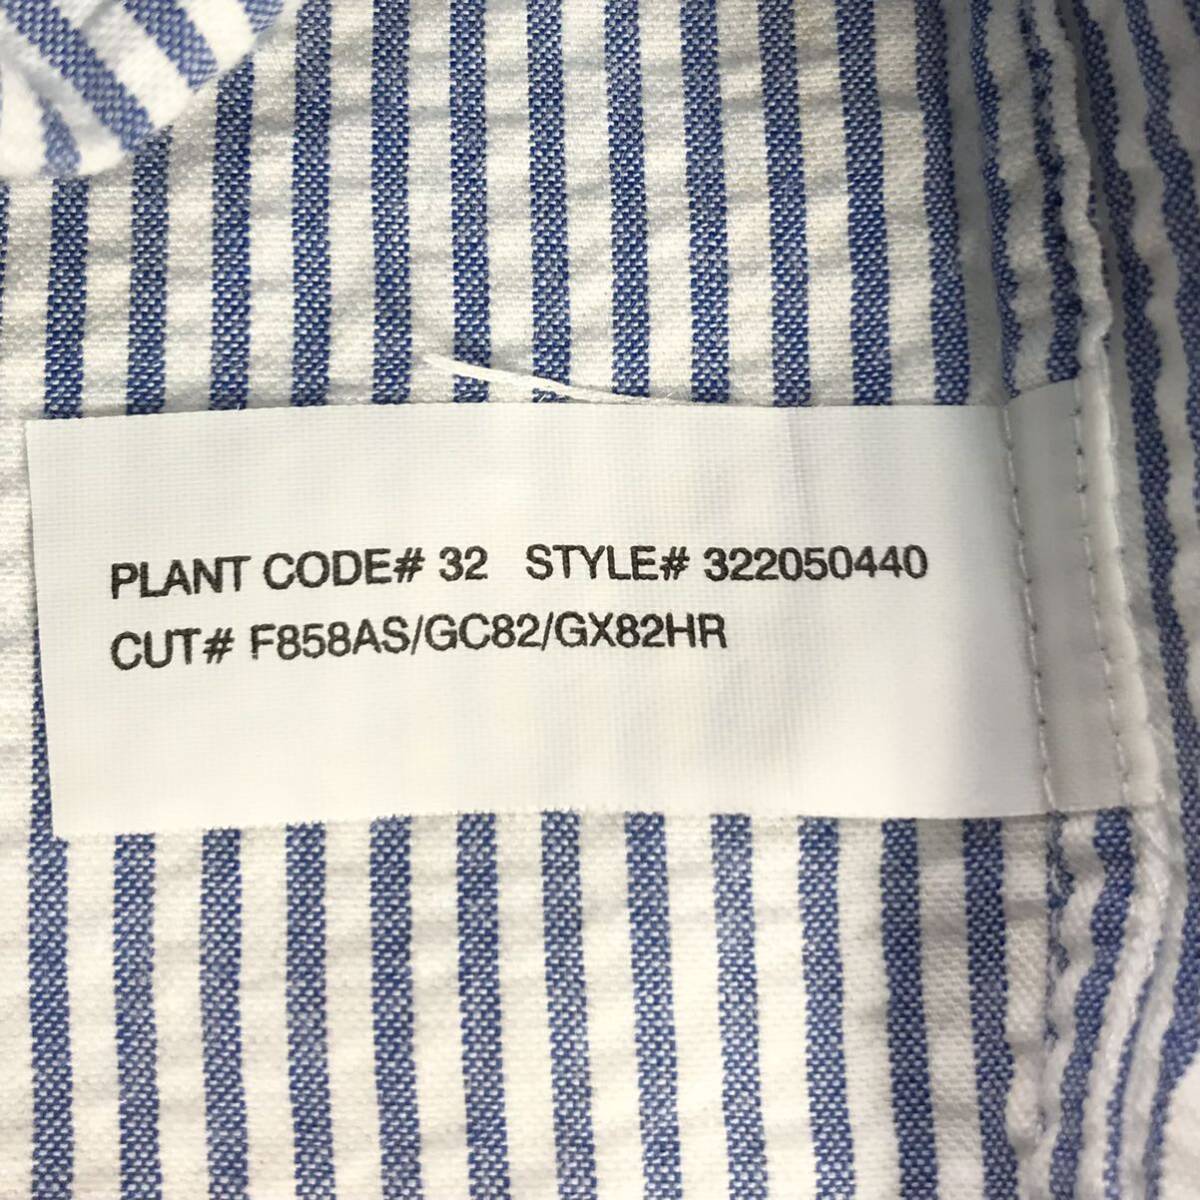 PLANT CODE# 32 STYLE# 322050440
CUT# F858AS/GC82/GX82HR